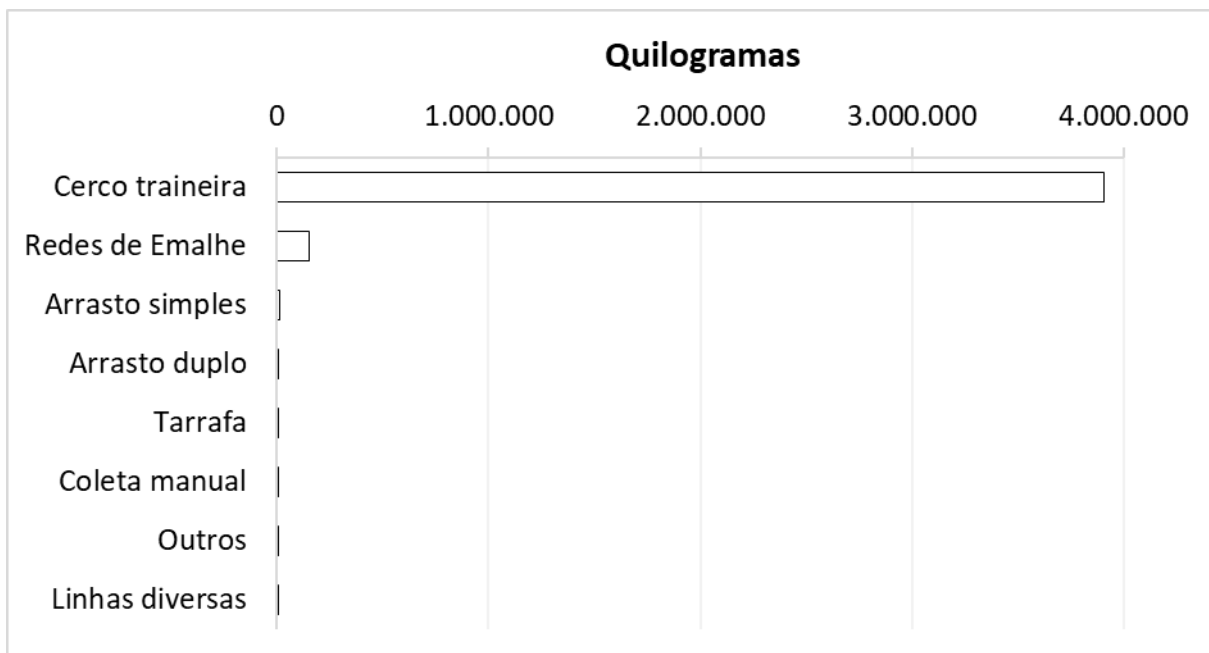 Quilogramas
0 1.000.000 2.000.000 3.000.000 4.000.000
Cerco traineira
Redes de Emalhe
Arrasto simples
Arrasto duplo
Tarrafa
Coleta manual
Outros
Linhas diversas